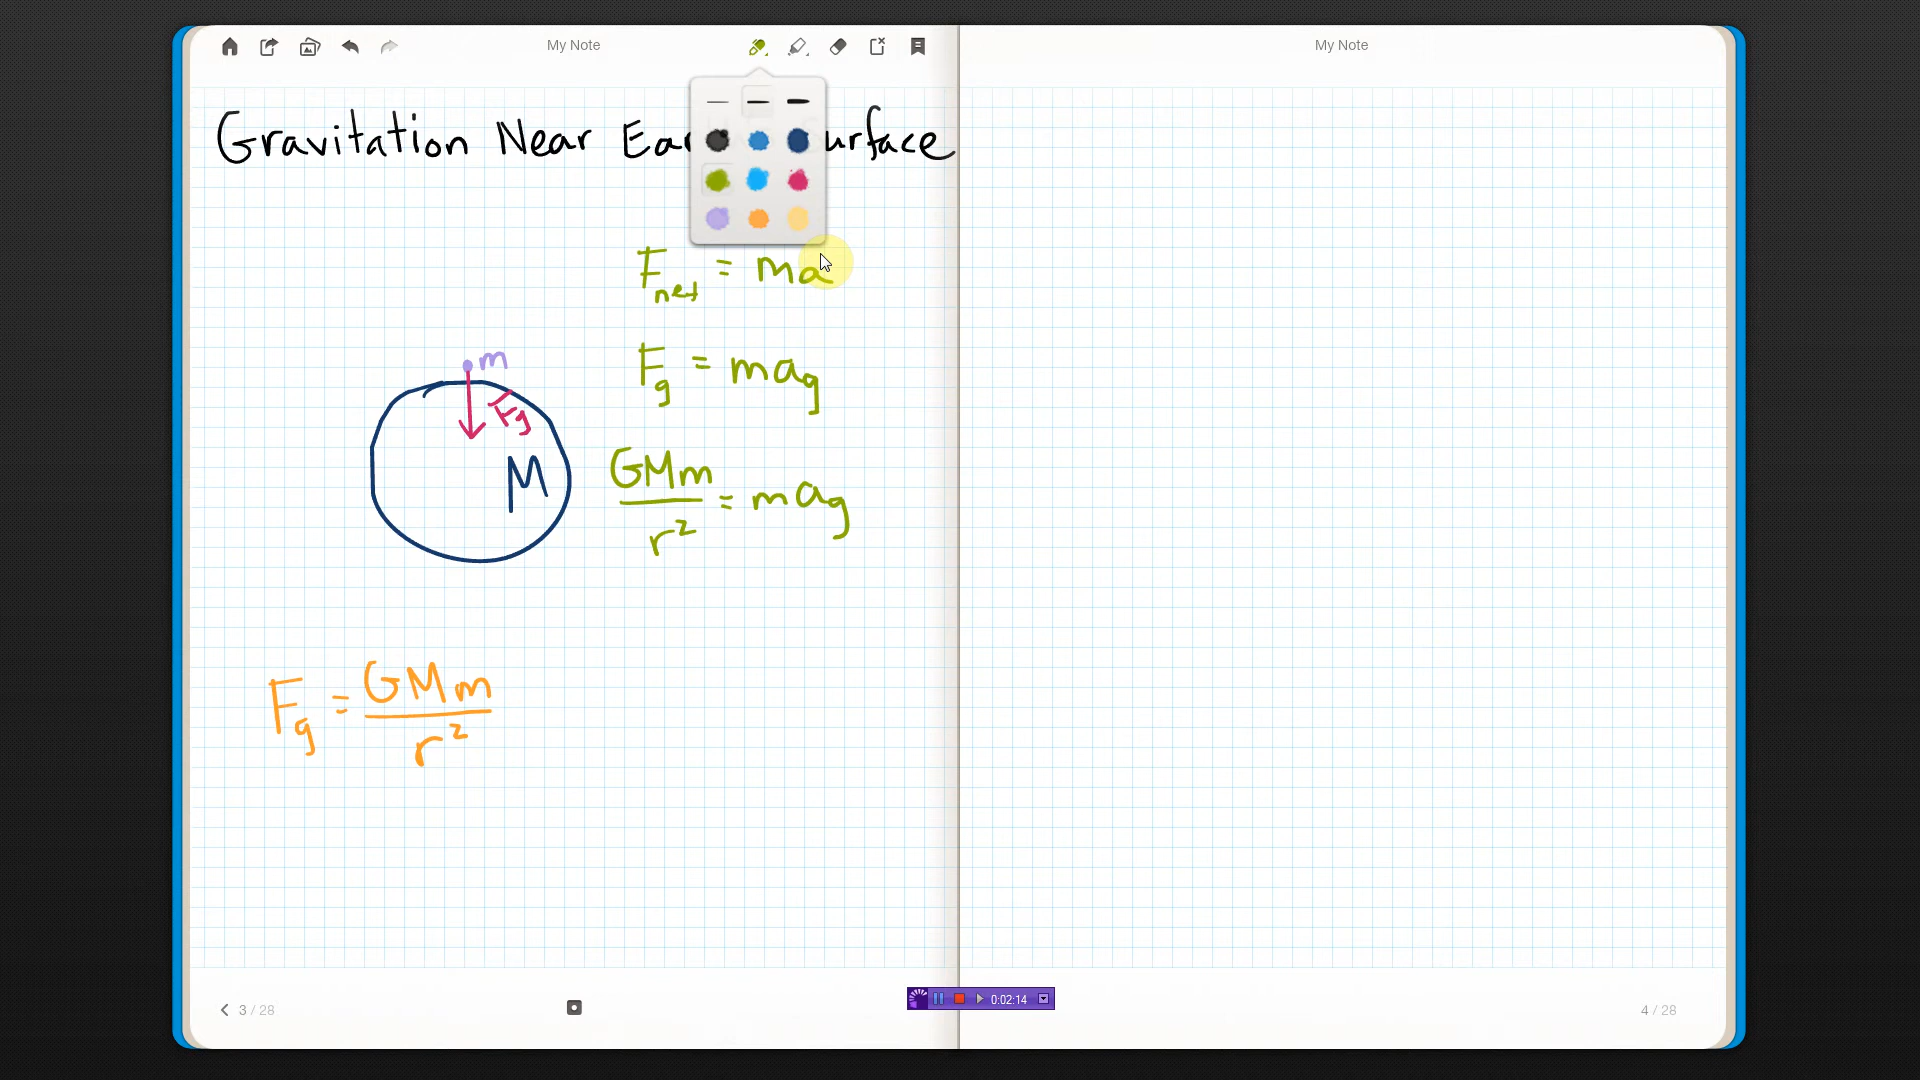 My Note
My Note
Gravitation Near Ear urface
F_net = ma
m
F_g = ma_g
F_g
M
GMm/r² = ma_g
F_g = GMm/r²
3 / 28
0:02:14
4 / 28